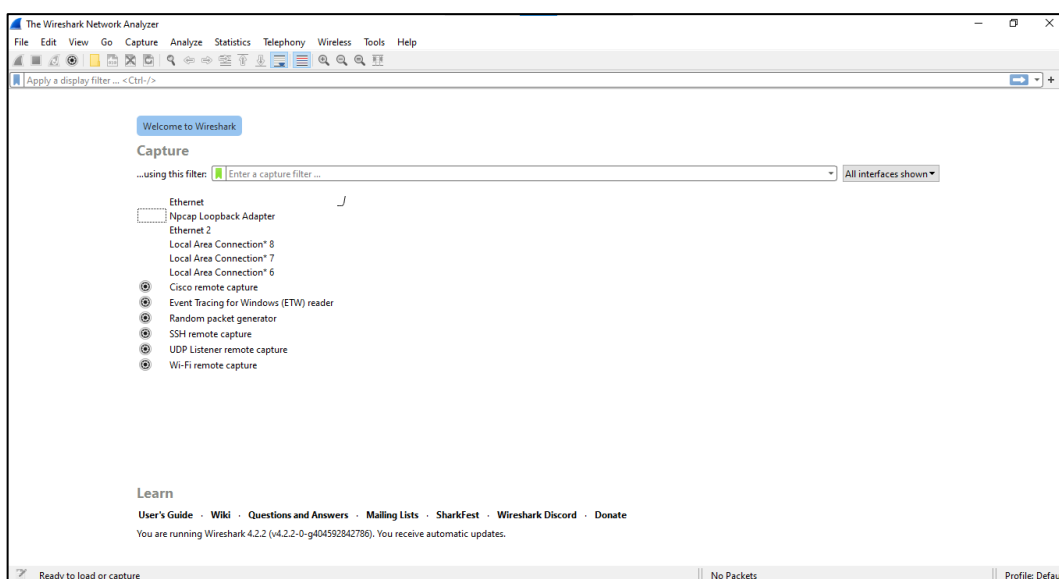 The Wireshark Network Analyzer
File Edit View Go Capture Analyze Statistics Telephony Wireless Tools Help
Apply a display filter ... <Ctrl-/>
Welcome to Wireshark
Capture
...using this filter: Enter a capture filter ... All interfaces shown
Ethernet
Npcap Loopback Adapter
Ethernet 2
Local Area Connection* 8
Local Area Connection* 7
Local Area Connection* 6
Cisco remote capture
Event Tracing for Windows (ETW) reader
Random packet generator
SSH remote capture
UDP Listener remote capture
Wi-Fi remote capture
Learn
User's Guide · Wiki · Questions and Answers · Mailing Lists · SharkFest · Wireshark Discord · Donate
You are running Wireshark 4.2.2 (v4.2.2-0-g404592842786). You receive automatic updates.
Ready to load or capture No Packets Profile: Defau